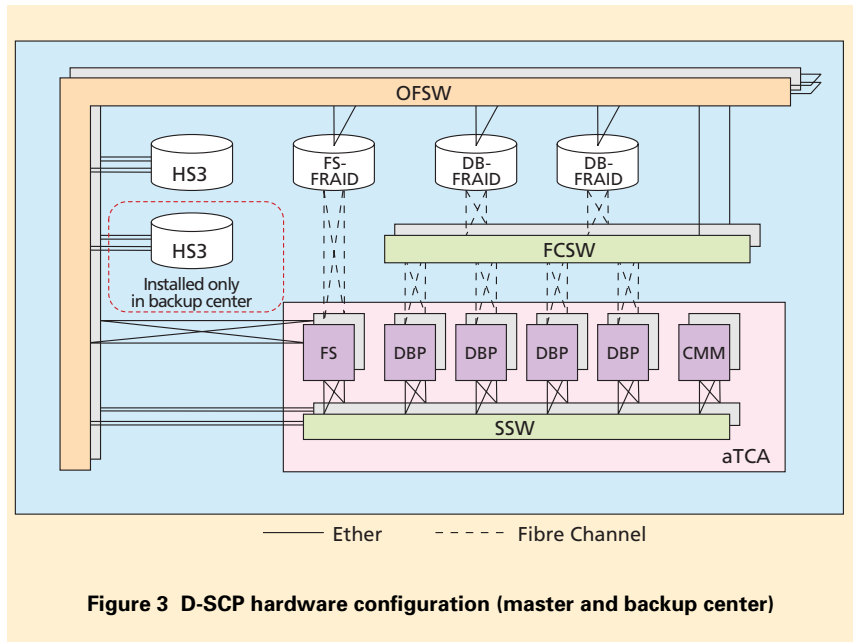 OFSW
HS3
FS-
FRAID
DB-
FRAID
DB-
FRAID
HS3
Installed only
in backup center
FCSW
FS
DBP
DBP
DBP
DBP
CMM
SSW
aTCA
Ether
Fibre Channel
Figure 3 D-SCP hardware configuration (master and backup center)